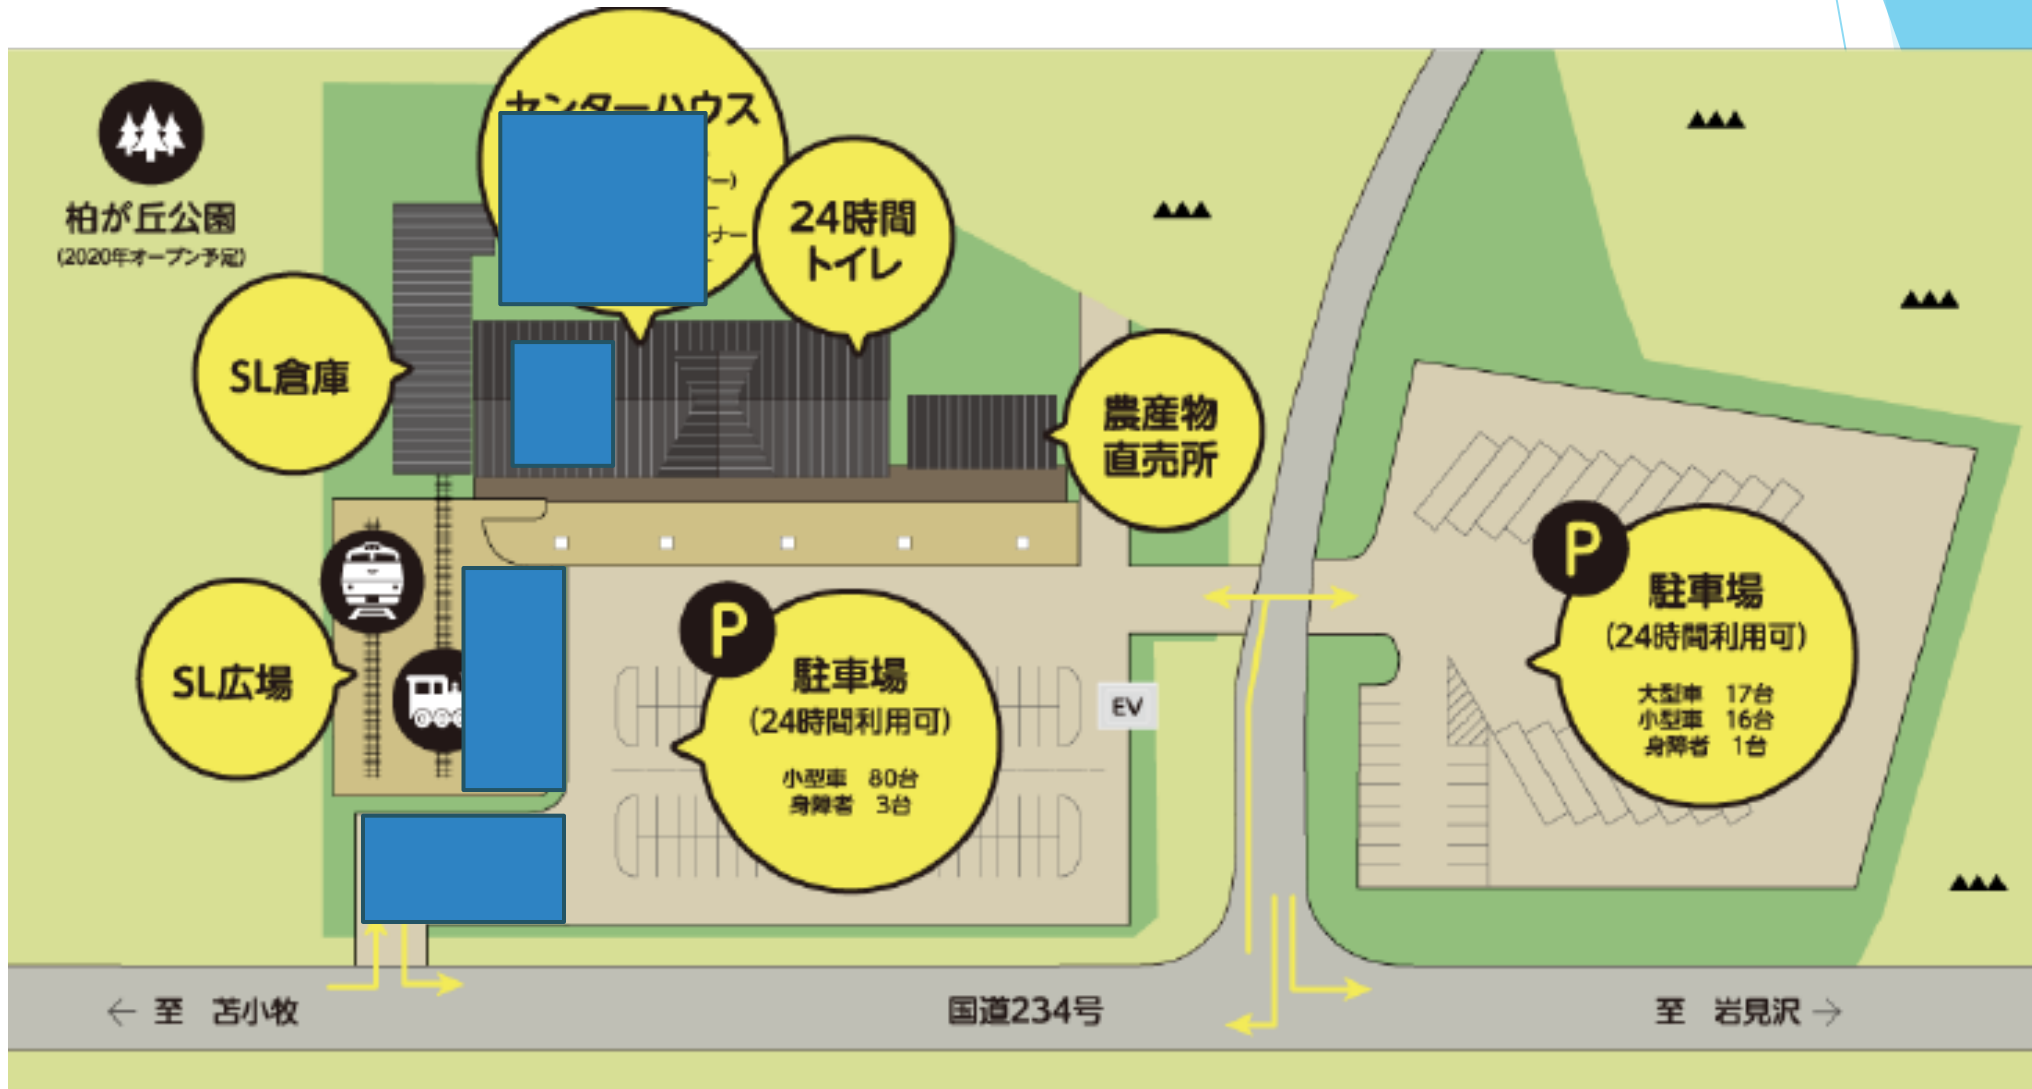 センターハウス
ー)
ー
ナー
ー
柏が丘公園
(2020年オープン予定)
24時間
トイレ
SL倉庫
農産物
直売所
SL広場
P
駐車場
(24時間利用可)
小型車 80台
身障者 3台
EV
P
駐車場
(24時間利用可)
大型車 17台
小型車 16台
身障者 1台
← 至 苫小牧
国道234号
至 岩見沢 →